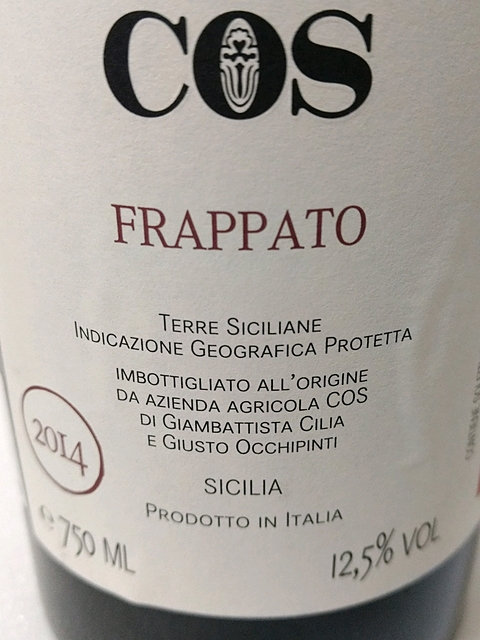 COS
FRAPPATO
TERRE SICILIANE
INDICAZIONE GEOGRAFICA PROTETTA
IMBOTTIGLIATO ALL'ORIGINE
DA AZIENDA AGRICOLA COS
DI GIAMBATTISTA CILIA
E GIUSTO OCCHIPINTI
2014
SICILIA
PRODOTTO IN ITALIA
e 750 ML
12,5% VOL
CONTIENE